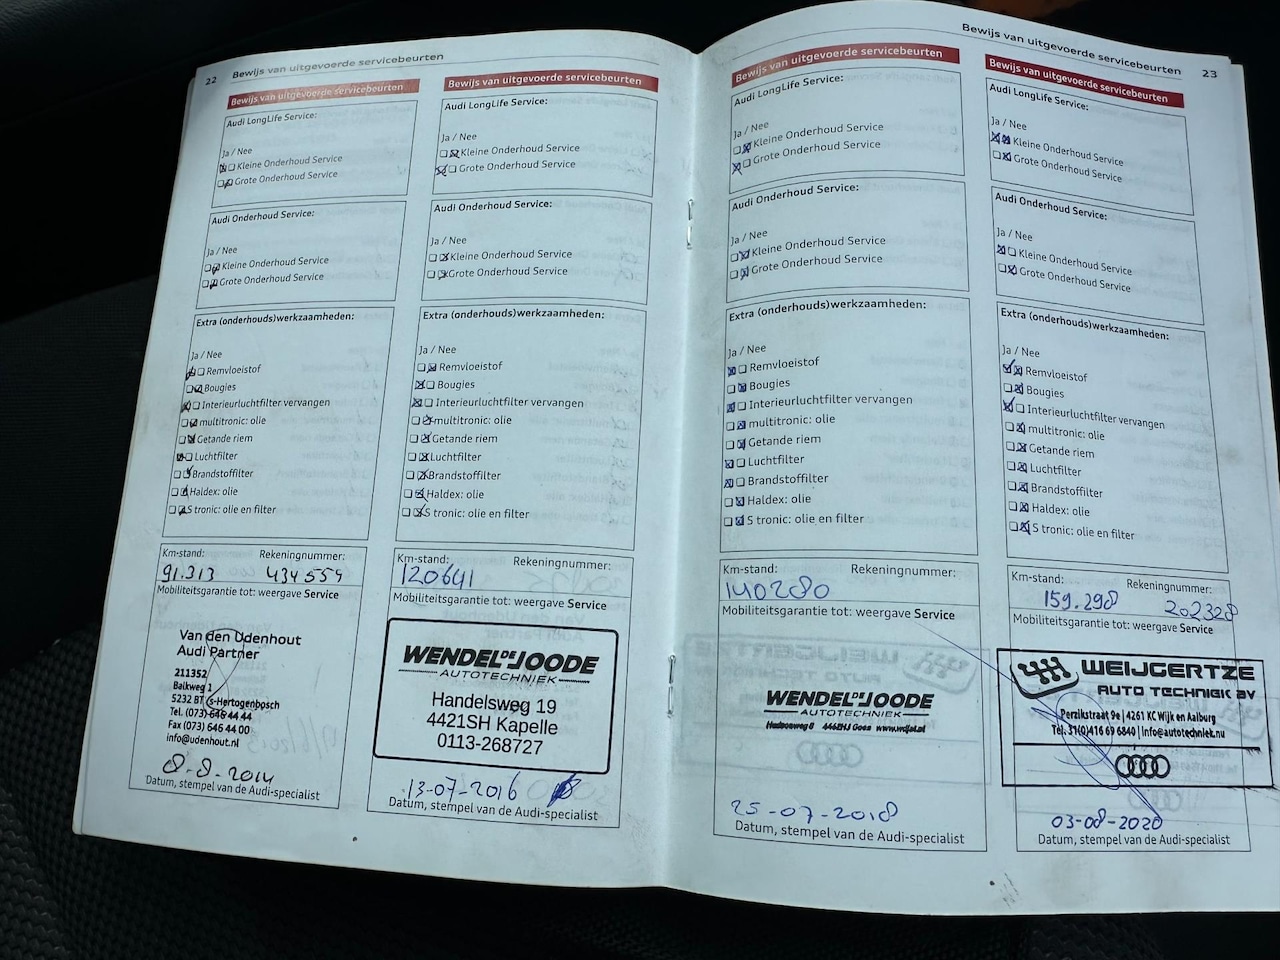 22 Bewijs van uitgevoerde servicebeurten
Bewijs van uitgevoerde servicebeurten
Audi LongLife Service:
Ja / Nee
Kleine Onderhoud Service
Grote Onderhoud Service
Audi Onderhoud Service:
Ja / Nee
Kleine Onderhoud Service
Grote Onderhoud Service
Extra (onderhouds)werkzaamheden:
Ja / Nee
Remvloeistof
Bougies
Interieurluchtfilter vervangen
multitronic: olie
Getande riem
Luchtfilter
Brandstoffilter
Haldex: olie
S tronic: olie en filter
Km-stand: Rekeningnummer:
91.313 434559
Mobiliteitsgarantie tot: weergave Service
Van den Udenhout
Audi Partner
211352
Balkweg 1
5232 BT 's-Hertogenbosch
Tel. (073) 646 44 44
Fax (073) 646 44 00
info@udenhout.nl
8-8-2014
Datum, stempel van de Audi-specialist
Bewijs van uitgevoerde servicebeurten
Audi LongLife Service:
Ja / Nee
Kleine Onderhoud Service
Grote Onderhoud Service
Audi Onderhoud Service:
Ja / Nee
Kleine Onderhoud Service
Grote Onderhoud Service
Extra (onderhouds)werkzaamheden:
Ja / Nee
Remvloeistof
Bougies
Interieurluchtfilter vervangen
multitronic: olie
Getande riem
Luchtfilter
Brandstoffilter
Haldex: olie
S tronic: olie en filter
Km-stand: Rekeningnummer:
120641
Mobiliteitsgarantie tot: weergave Service
WENDEL DE JOODE
AUTOTECHNIEK
Handelsweg 19
4421SH Kapelle
0113-268727
13-07-2016
Datum, stempel van de Audi-specialist
Bewijs van uitgevoerde servicebeurten 23
Bewijs van uitgevoerde servicebeurten
Audi LongLife Service:
Ja / Nee
Kleine Onderhoud Service
Grote Onderhoud Service
Audi Onderhoud Service:
Ja / Nee
Kleine Onderhoud Service
Grote Onderhoud Service
Extra (onderhouds)werkzaamheden:
Ja / Nee
Remvloeistof
Bougies
Interieurluchtfilter vervangen
multitronic: olie
Getande riem
Luchtfilter
Brandstoffilter
Haldex: olie
S tronic: olie en filter
Km-stand: Rekeningnummer:
140280
Mobiliteitsgarantie tot: weergave Service
WENDEL DE JOODE
AUTOTECHNIEK
Goes
25-07-2018
Datum, stempel van de Audi-specialist
Bewijs van uitgevoerde servicebeurten
Audi LongLife Service:
Ja / Nee
Kleine Onderhoud Service
Grote Onderhoud Service
Audi Onderhoud Service:
Ja / Nee
Kleine Onderhoud Service
Grote Onderhoud Service
Extra (onderhouds)werkzaamheden:
Ja / Nee
Remvloeistof
Bougies
Interieurluchtfilter vervangen
multitronic: olie
Getande riem
Luchtfilter
Brandstoffilter
Haldex: olie
S tronic: olie en filter
Km-stand: Rekeningnummer:
159.298 202328
Mobiliteitsgarantie tot: weergave Service
WEIJGERTZE
AUTO TECHNIEK BV
Perzikstraat 9e | 4261 KC Wijk en Aalburg
Tel. 31(0)416 69 6840 | info@autotechniek.nu
03-08-2020
Datum, stempel van de Audi-specialist